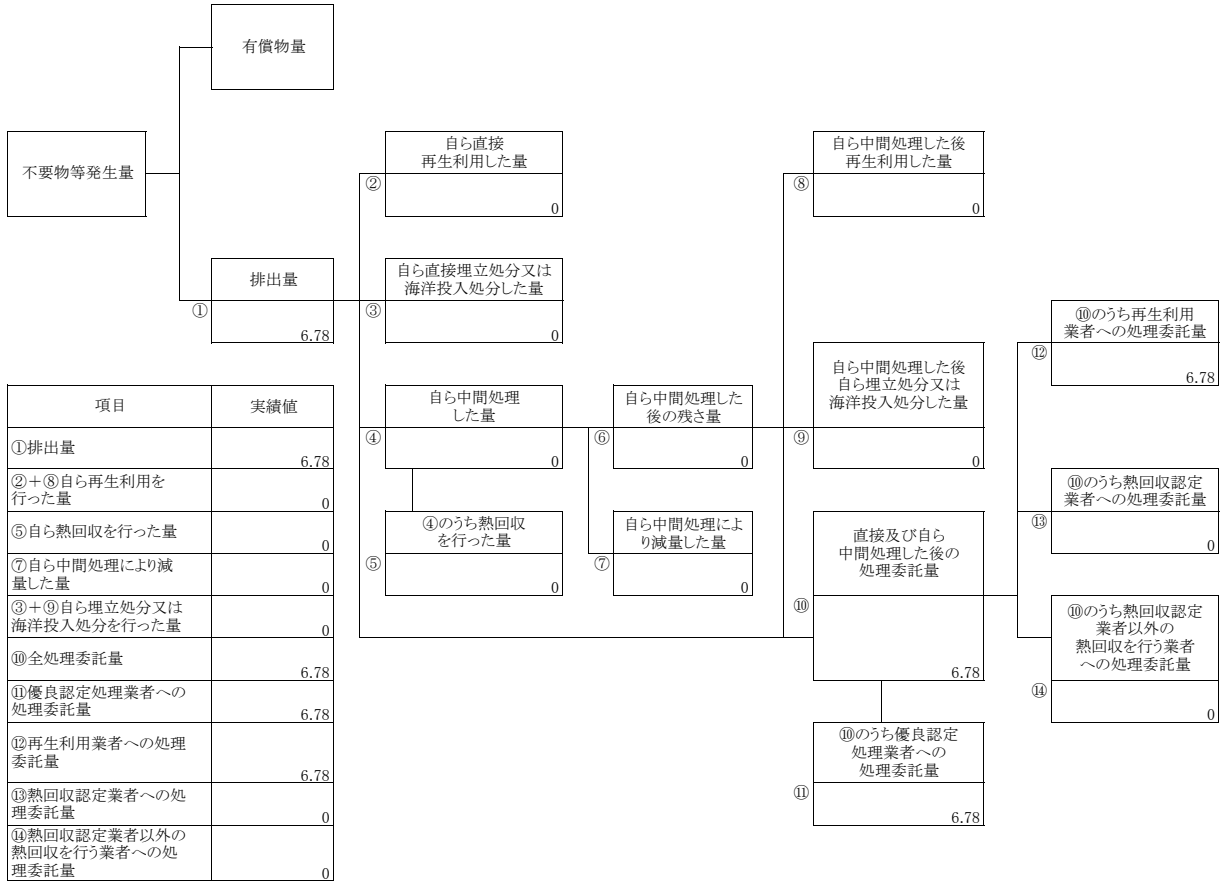 有償物量
不要物等発生量
自ら直接
再生利用した量
②
0
自ら中間処理した後
再生利用した量
⑧
0
排出量
①
6.78
自ら直接埋立処分又は
海洋投入処分した量
③
0
⑩のうち再生利用
業者への処理委託量
⑫
6.78
自ら中間処理
した量
④
0
自ら中間処理した
後の残さ量
⑥
0
自ら中間処理した後
自ら埋立処分又は
海洋投入処分した量
⑨
0
⑩のうち熱回収認定
業者への処理委託量
⑬
0
④のうち熱回収
を行った量
⑤
0
自ら中間処理によ
り減量した量
⑦
0
直接及び自ら
中間処理した後の
処理委託量
⑩
6.78
⑩のうち熱回収認定
業者以外の
熱回収を行う業者
への処理委託量
⑭
0
⑩のうち優良認定
処理業者への
処理委託量
⑪
6.78
項目 実績値
①排出量
6.78
②＋⑧自ら再生利用を
行った量
0
⑤自ら熱回収を行った量
0
⑦自ら中間処理により減
量した量
0
③＋⑨自ら埋立処分又は
海洋投入処分を行った量
0
⑩全処理委託量
6.78
⑪優良認定処理業者への
処理委託量
6.78
⑫再生利用業者への処理
委託量
6.78
⑬熱回収認定業者への処
理委託量
0
⑭熱回収認定業者以外の
熱回収を行う業者への処
理委託量
0